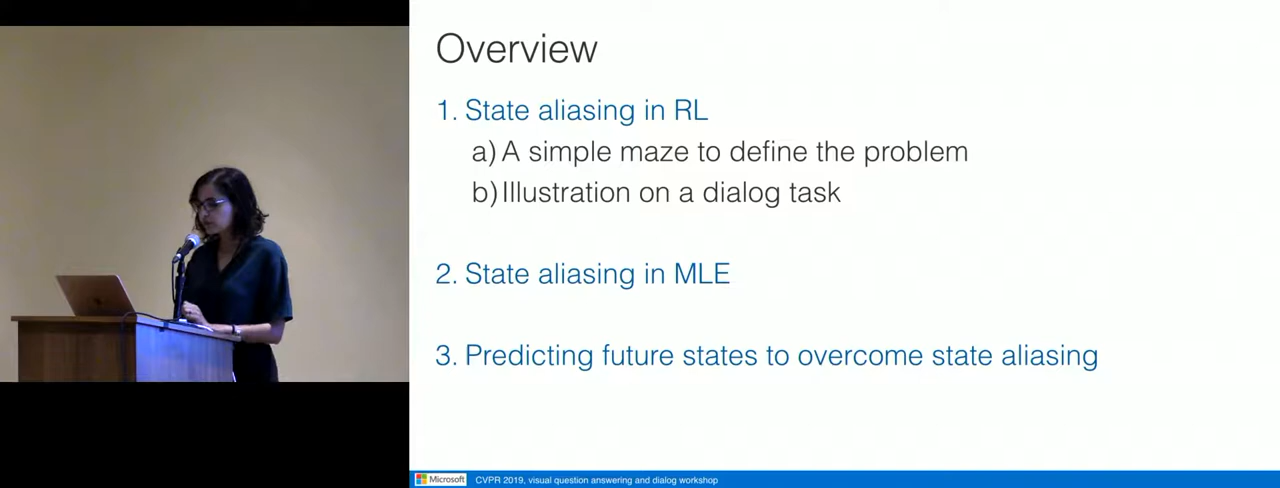 Overview
1. State aliasing in RL
a) A simple maze to define the problem
b) Illustration on a dialog task
2. State aliasing in MLE
3. Predicting future states to overcome state aliasing
Microsoft CVPR 2019, visual question answering and dialog workshop